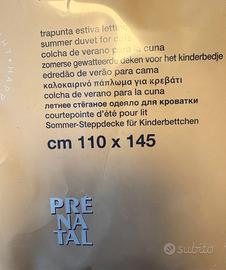 trapunta estiva lettino
summer duvet for
colcha de verano para la cuna
zomerse gewatteerde deken voor het kinderbedje
edredão de verão para cama
καλοκαιρινό πάπλωμα για κρεβάτι
colcha de verano para la cuna
летнее стёганое одеяло для кроватки
courtepointe d'été pour lit
Sommer-Steppdecke für Kinderbettchen
cm 110 x 145
PRÉ
NA
TAL
subito